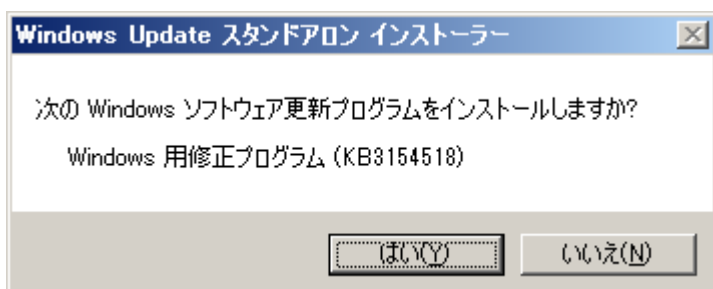 Windows Update スタンドアロン インストーラー
次の Windows ソフトウェア更新プログラムをインストールしますか?
Windows 用修正プログラム (KB3154518)
はい(Y) いいえ(N)